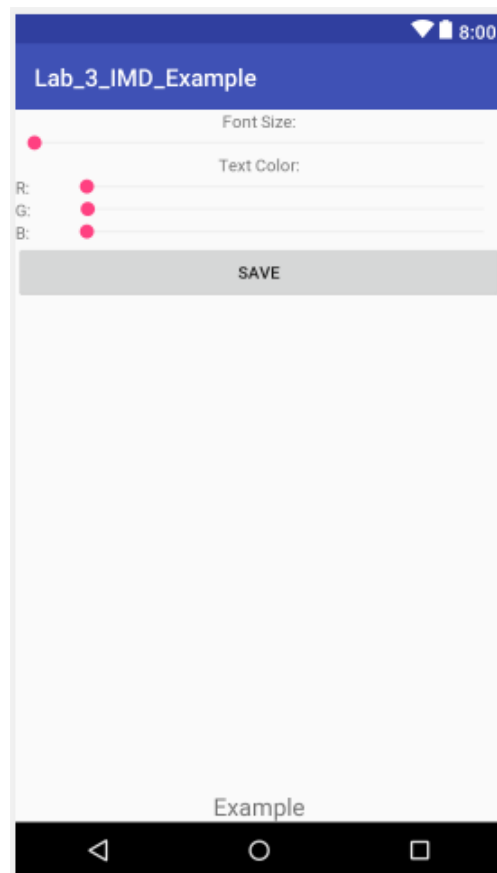 8:00
Lab_3_IMD_Example
Font Size:
Text Color:
R:
G:
B:
SAVE
Example